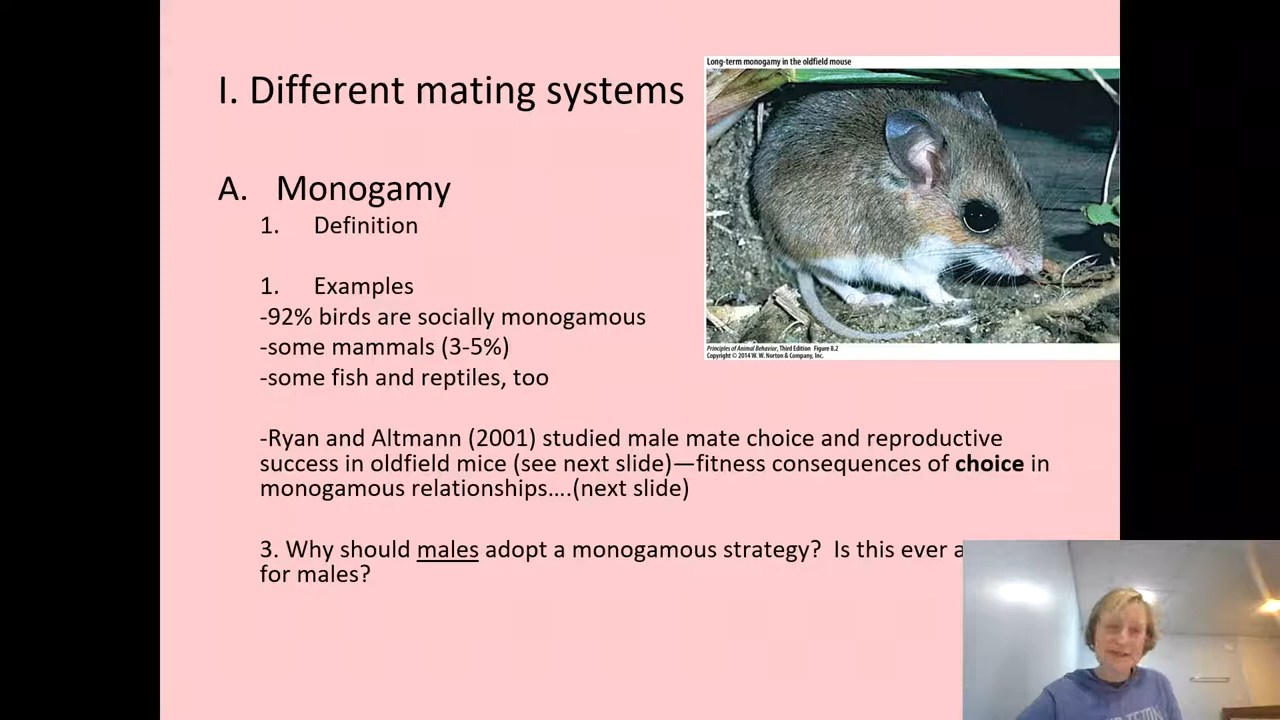 I. Different mating systems
Long-term monogamy in the oldfield mouse
A. Monogamy
1. Definition
1. Examples
-92% birds are socially monogamous
-some mammals (3-5%)
-some fish and reptiles, too
Principles of Animal Behavior, Third Edition Figure 8.2
Copyright © 2014 W. W. Norton & Company, Inc.
-Ryan and Altmann (2001) studied male mate choice and reproductive
success in oldfield mice (see next slide)—fitness consequences of choice in
monogamous relationships….(next slide)
3. Why should males adopt a monogamous strategy? Is this ever a
for males?